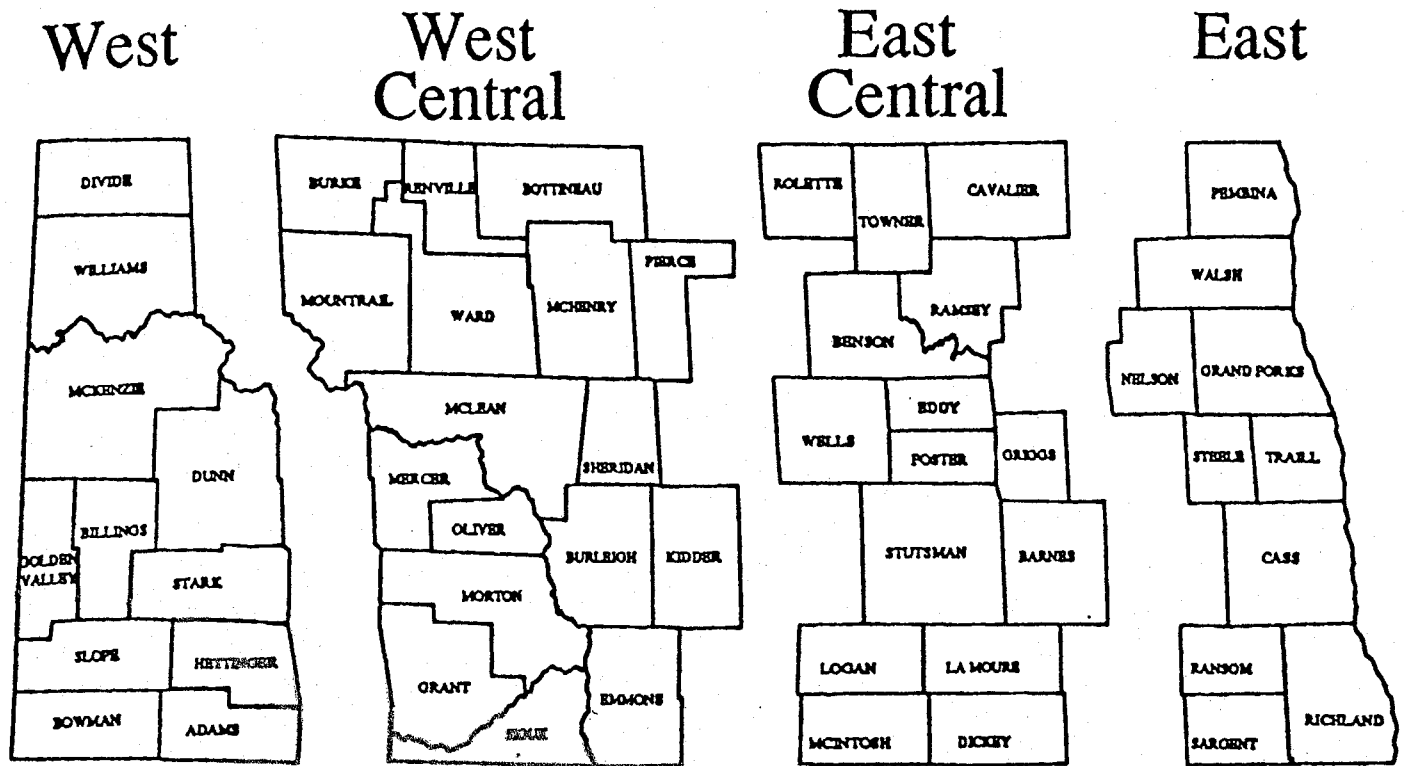 West
West
Central
East
Central
East
DIVIDE
WILLIAMS
MCKENZIE
DUNN
BILLINGS
GOLDEN
VALLEY
STARK
SLOPE
HETTINGER
BOWMAN
ADAMS
BURKE
RENVILLE
BOTTINEAU
PIERCE
MOUNTRAIL
WARD
MCHENRY
MCLEAN
SHERIDAN
MERCER
OLIVER
BURLEIGH
KIDDER
MORTON
GRANT
EMMONS
SIOUX
ROLETTE
CAVALIER
TOWNER
RAMSEY
BENSON
EDDY
WELLS
FOSTER
GRIGGS
STUTSMAN
BARNES
LOGAN
LA MOURE
MCINTOSH
DICKEY
PEMBINA
WALSH
NELSON
GRAND FORKS
STEELE
TRAILL
CASS
RANSOM
RICHLAND
SARGENT